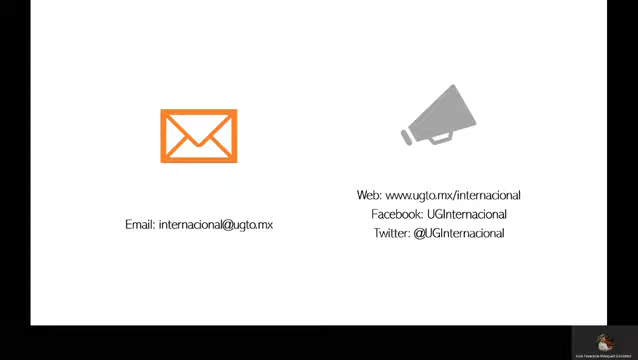 Email: internacional@ugto.mx
Web: www.ugto.mx/internacional
Facebook: UGInternacional
Twitter: @UGInternacional